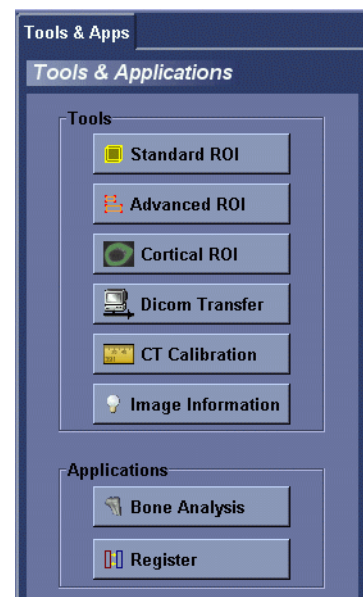 Tools & Apps
Tools & Applications
Tools
Standard ROI
Advanced ROI
Cortical ROI
Dicom Transfer
CT Calibration
Image Information
Applications
Bone Analysis
Register